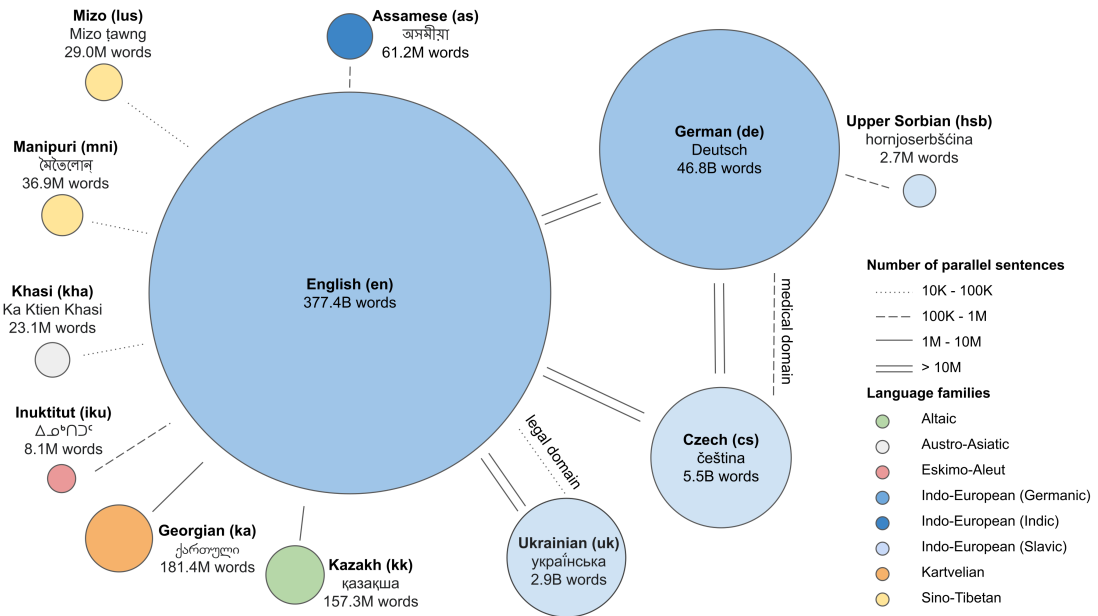 Mizo (lus)
Mizo ṭawng
29.0M words
Assamese (as)
অসমীয়া
61.2M words
German (de)
Deutsch
46.8B words
Upper Sorbian (hsb)
hornjoserbšćina
2.7M words
Manipuri (mni)
মৈতৈলোন্
36.9M words
English (en)
377.4B words
Khasi (kha)
Ka Ktien Khasi
23.1M words
medical domain
Inuktitut (iku)
ᐃᓄᒃᑎᑐᑦ
8.1M words
legal domain
Czech (cs)
čeština
5.5B words
Georgian (ka)
ქართული
181.4M words
Kazakh (kk)
қазақша
157.3M words
Ukrainian (uk)
українська
2.9B words
Number of parallel sentences
10K - 100K
100K - 1M
1M - 10M
> 10M
Language families
Altaic
Austro-Asiatic
Eskimo-Aleut
Indo-European (Germanic)
Indo-European (Indic)
Indo-European (Slavic)
Kartvelian
Sino-Tibetan